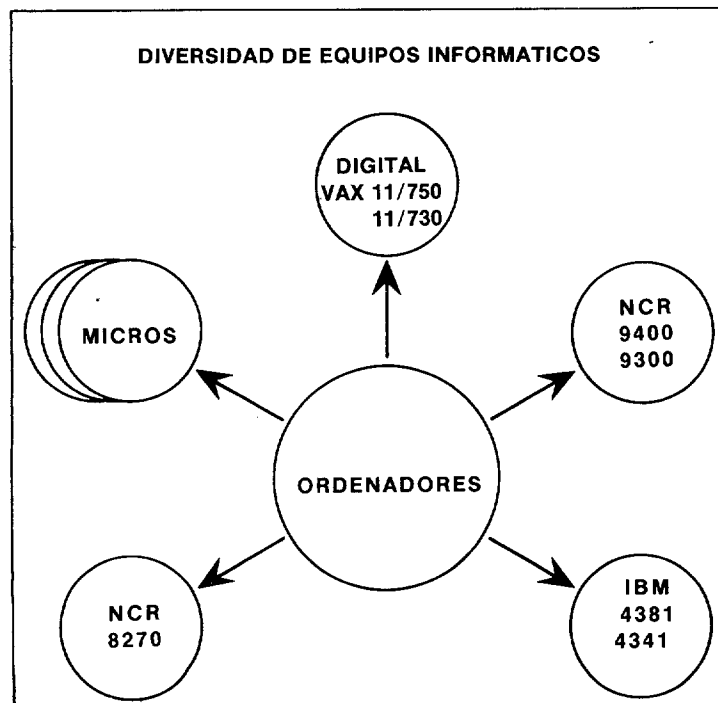 DIVERSIDAD DE EQUIPOS INFORMATICOS
DIGITAL
VAX 11/750
11/730
MICROS
NCR
9400
9300
ORDENADORES
NCR
8270
IBM
4381
4341